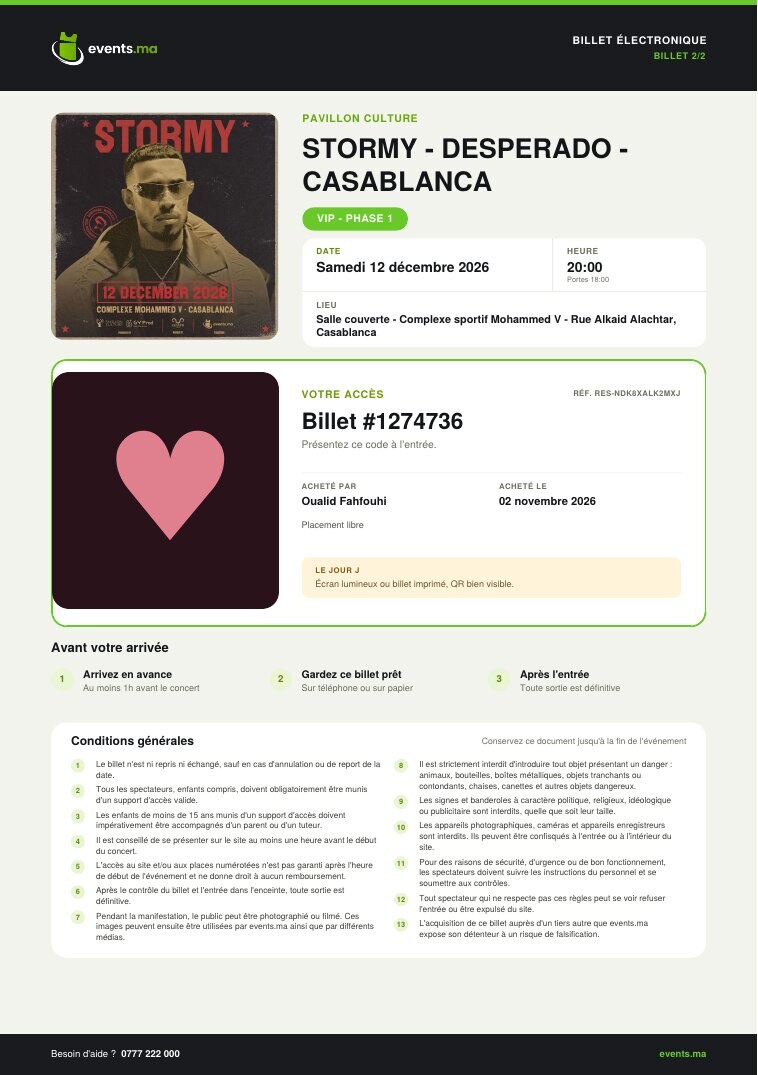 events.ma
BILLET ÉLECTRONIQUE
BILLET 2/2
STORMY
12 DECEMBER 2026
COMPLEXE MOHAMMED V - CASABLANCA
PAVILLON CULTURE
STORMY - DESPERADO -
CASABLANCA
VIP - PHASE 1
DATE
Samedi 12 décembre 2026
HEURE
20:00
Portes 18:00
LIEU
Salle couverte - Complexe sportif Mohammed V - Rue Alkaid Alachtar,
Casablanca
VOTRE ACCÈS
RÉF. RES-NDK8XALK2MXJ
Billet #1274736
Présentez ce code à l'entrée.
ACHETÉ PAR
Oualid Fahfouhi
ACHETÉ LE
02 novembre 2026
Placement libre
LE JOUR J
Écran lumineux ou billet imprimé, QR bien visible.
Avant votre arrivée
1
Arrivez en avance
Au moins 1h avant le concert
2
Gardez ce billet prêt
Sur téléphone ou sur papier
3
Après l'entrée
Toute sortie est définitive
Conditions générales
Conservez ce document jusqu'à la fin de l'événement
1 Le billet n'est ni repris ni échangé, sauf en cas d'annulation ou de report de la
date.
2 Tous les spectateurs, enfants compris, doivent obligatoirement être munis
d'un support d'accès valide.
3 Les enfants de moins de 15 ans munis d'un support d'accès doivent
impérativement être accompagnés d'un parent ou d'un tuteur.
4 Il est conseillé de se présenter sur le site au moins une heure avant le début
du concert.
5 L'accès au site et/ou aux places numérotées n'est pas garanti après l'heure
de début de l'événement et ne donne droit à aucun remboursement.
6 Après le contrôle du billet et l'entrée dans l'enceinte, toute sortie est
définitive.
7 Pendant la manifestation, le public peut être photographié ou filmé. Ces
images peuvent ensuite être utilisées par events.ma ainsi que par différents
médias.
8 Il est strictement interdit d'introduire tout objet présentant un danger :
animaux, bouteilles, boîtes métalliques, objets tranchants ou
contondants, chaises, canettes et autres objets dangereux.
9 Les signes et banderoles à caractère politique, religieux, idéologique
ou publicitaire sont interdits, quelle que soit leur taille.
10 Les appareils photographiques, caméras et appareils enregistreurs
sont interdits. Ils peuvent être confisqués à l'entrée ou à l'intérieur du
site.
11 Pour des raisons de sécurité, d'urgence ou de bon fonctionnement,
les spectateurs doivent suivre les instructions du personnel et se
soumettre aux contrôles.
12 Tout spectateur qui ne respecte pas ces règles peut se voir refuser
l'entrée ou être expulsé du site.
13 L'acquisition de ce billet auprès d'un tiers autre que events.ma
expose son détenteur à un risque de falsification.
Besoin d'aide ? 0777 222 000
events.ma